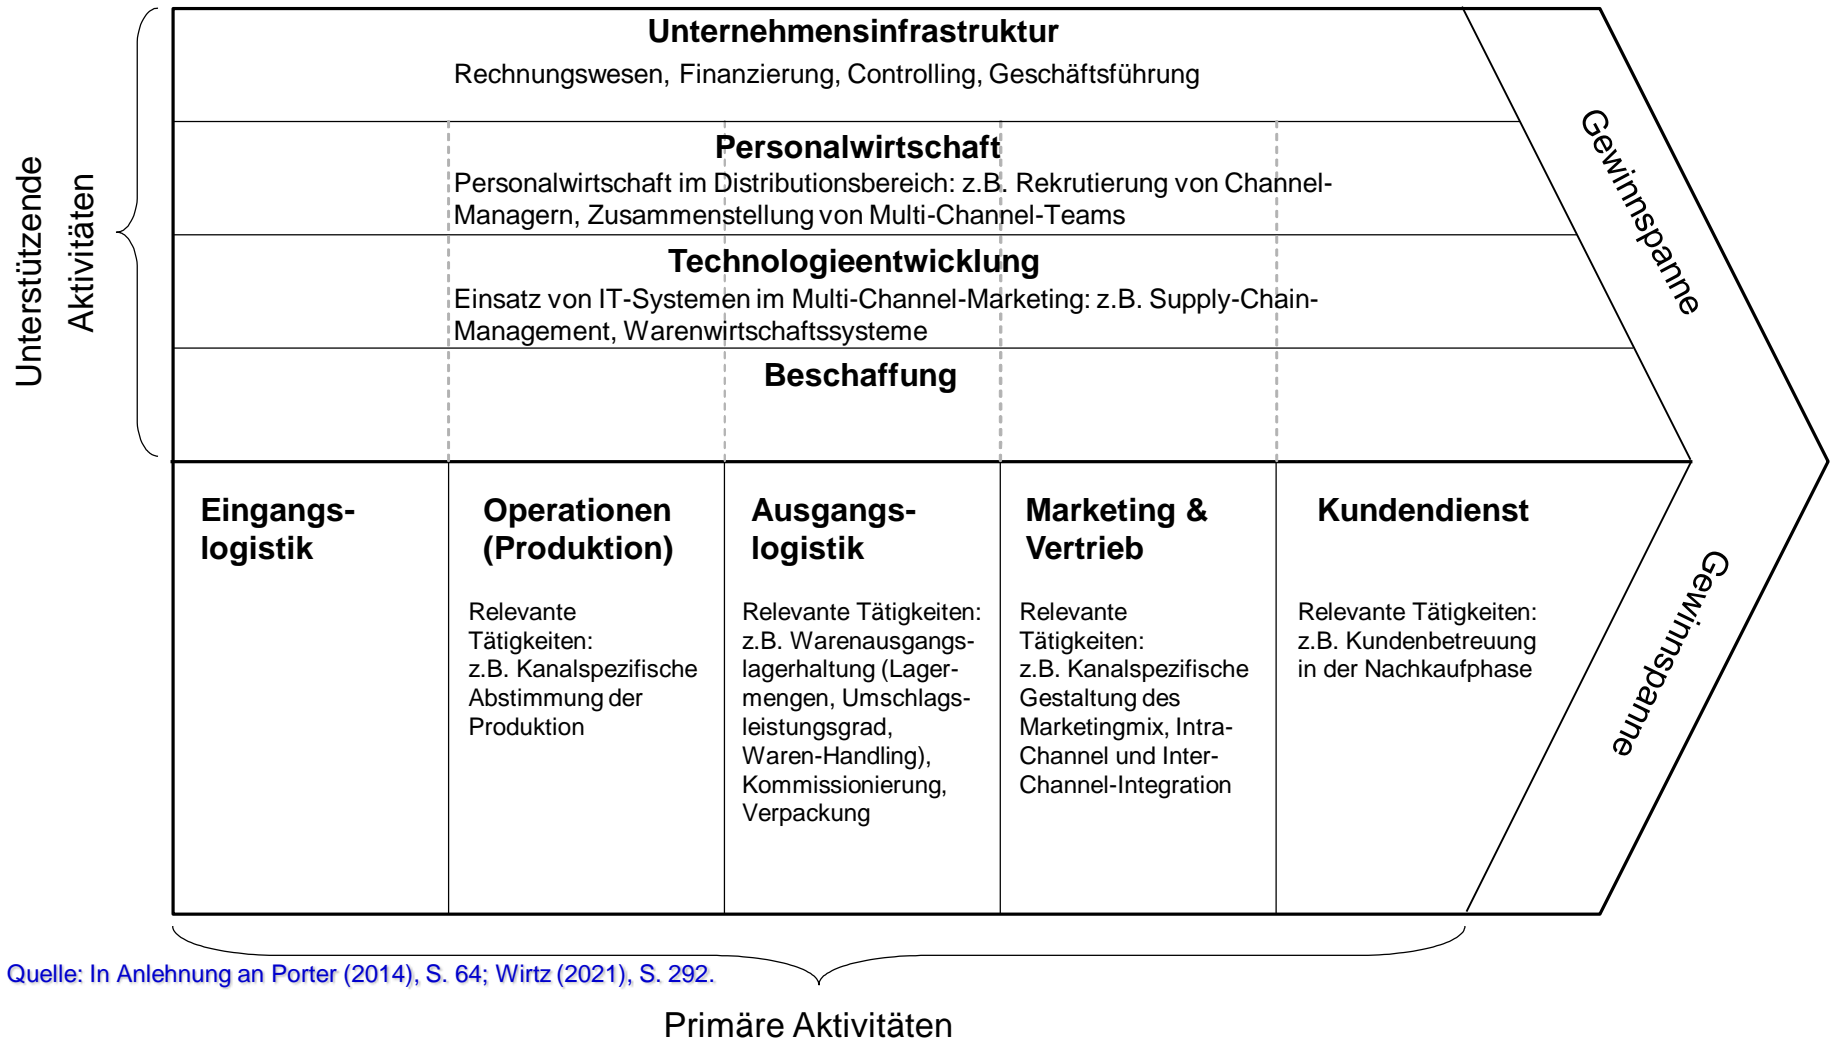 Unterstützende
Aktivitäten
Unternehmensinfrastruktur
Rechnungswesen, Finanzierung, Controlling, Geschäftsführung
Personalwirtschaft
Personalwirtschaft im Distributionsbereich: z.B. Rekrutierung von Channel-
Managern, Zusammenstellung von Multi-Channel-Teams
Technologieentwicklung
Einsatz von IT-Systemen im Multi-Channel-Marketing: z.B. Supply-Chain-
Management, Warenwirtschaftssysteme
Beschaffung
Gewinnspanne
Eingangs-
logistik
Operationen
(Produktion)
Relevante
Tätigkeiten:
z.B. Kanalspezifische
Abstimmung der
Produktion
Ausgangs-
logistik
Relevante Tätigkeiten:
z.B. Warenausgangs-
lagerhaltung (Lager-
mengen, Umschlags-
leistungsgrad,
Waren-Handling),
Kommissionierung,
Verpackung
Marketing &
Vertrieb
Relevante
Tätigkeiten:
z.B. Kanalspezifische
Gestaltung des
Marketingmix, Intra-
Channel und Inter-
Channel-Integration
Kundendienst
Relevante Tätigkeiten:
z.B. Kundenbetreuung
in der Nachkaufphase
Gewinnspanne
Quelle: In Anlehnung an Porter (2014), S. 64; Wirtz (2021), S. 292.
Primäre Aktivitäten